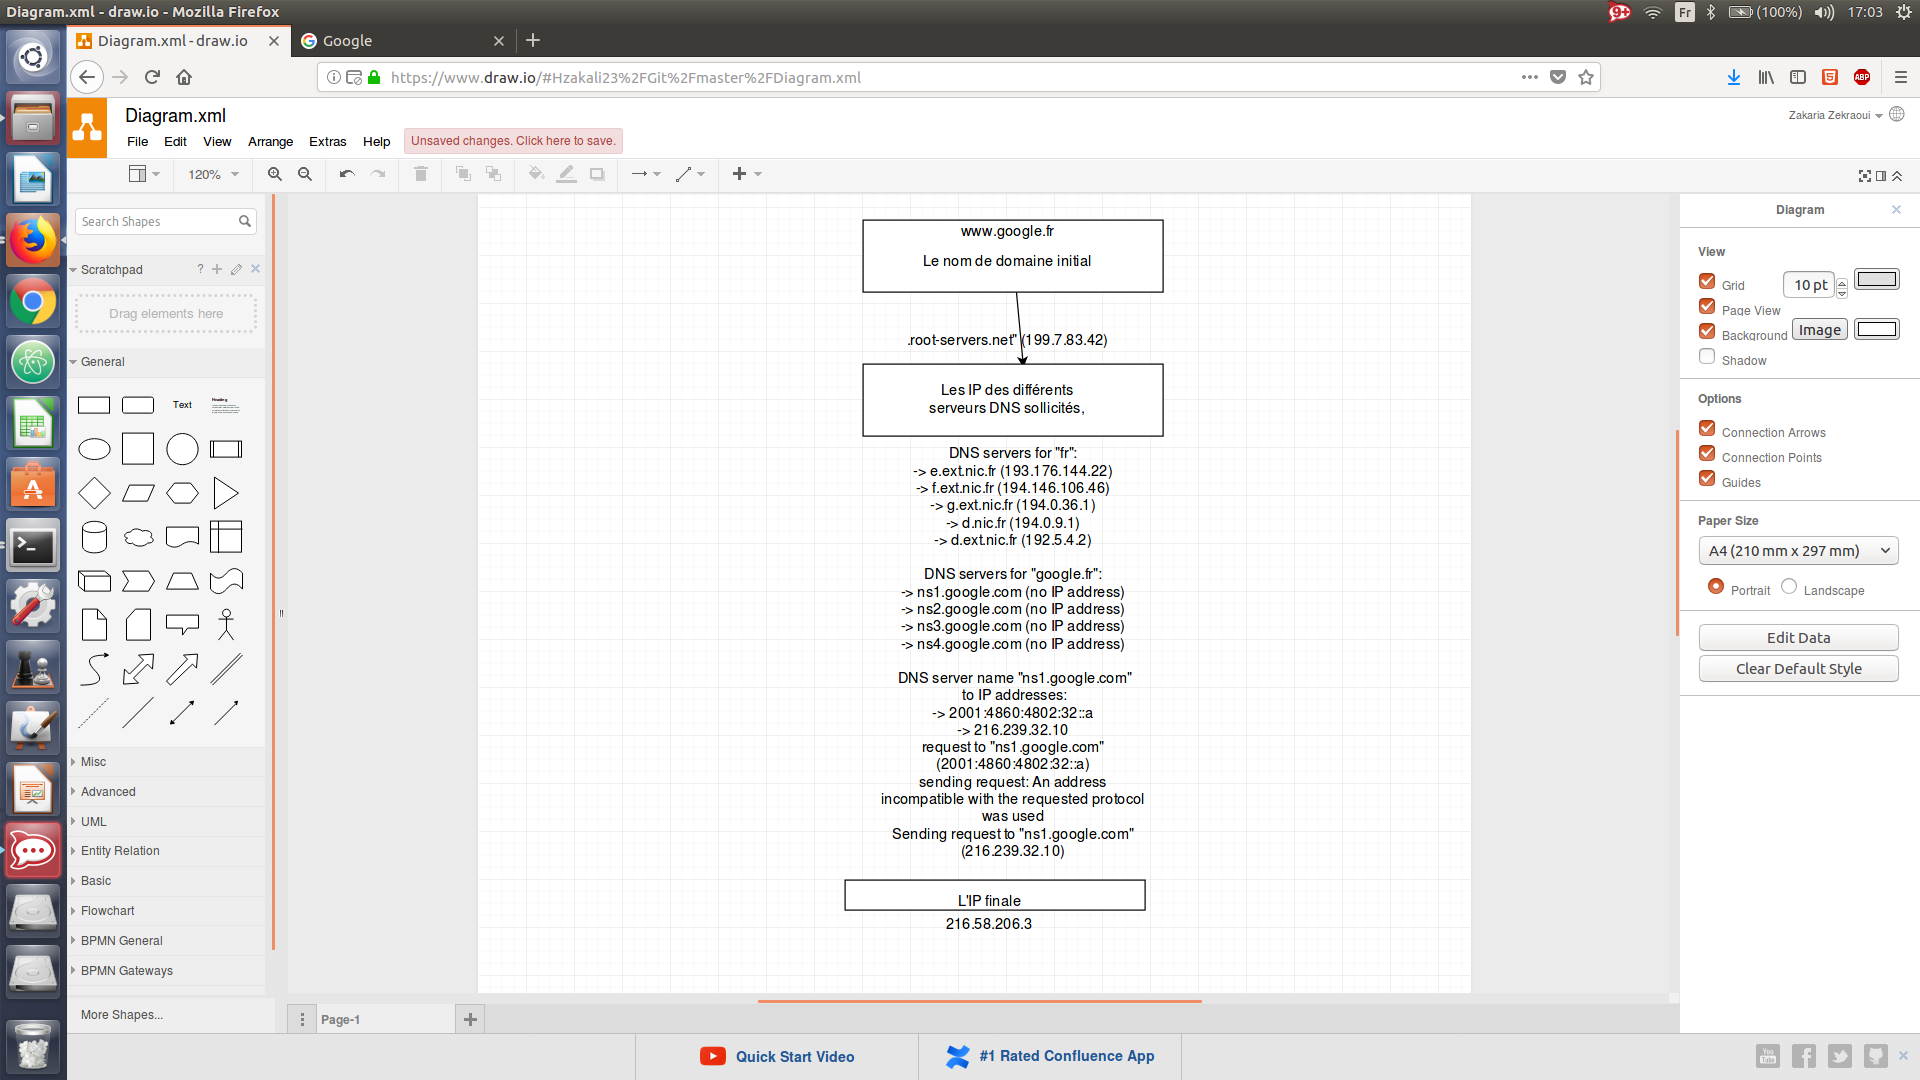 Diagram.xml - draw.io - Mozilla Firefox
9+
Fr
(100%)
17:03
Diagram.xml - draw.io
Google
https://www.draw.io/#Hzakali23%2FGit%2Fmaster%2FDiagram.xml
ABP
Diagram.xml
Zakaria Zekraoui
File Edit View Arrange Extras Help
Unsaved changes. Click here to save.
120%
Search Shapes
Scratchpad
?
Drag elements here
General
Text
Heading
Misc
Advanced
UML
Entity Relation
Basic
Flowchart
BPMN General
BPMN Gateways
More Shapes...
www.google.fr
Le nom de domaine initial
.root-servers.net" (199.7.83.42)
Les IP des différents
serveurs DNS sollicités,
DNS servers for "fr":
-> e.ext.nic.fr (193.176.144.22)
-> f.ext.nic.fr (194.146.106.46)
-> g.ext.nic.fr (194.0.36.1)
-> d.nic.fr (194.0.9.1)
-> d.ext.nic.fr (192.5.4.2)
DNS servers for "google.fr":
-> ns1.google.com (no IP address)
-> ns2.google.com (no IP address)
-> ns3.google.com (no IP address)
-> ns4.google.com (no IP address)
DNS server name "ns1.google.com"
to IP addresses:
-> 2001:4860:4802:32::a
-> 216.239.32.10
request to "ns1.google.com"
(2001:4860:4802:32::a)
sending request: An address
incompatible with the requested protocol
was used
Sending request to "ns1.google.com"
(216.239.32.10)
L'IP finale
216.58.206.3
Diagram
View
Grid
10 pt
Page View
Background
Image
Shadow
Options
Connection Arrows
Connection Points
Guides
Paper Size
A4 (210 mm x 297 mm)
Portrait
Landscape
Edit Data
Clear Default Style
Page-1
Quick Start Video
#1 Rated Confluence App
You
Tube